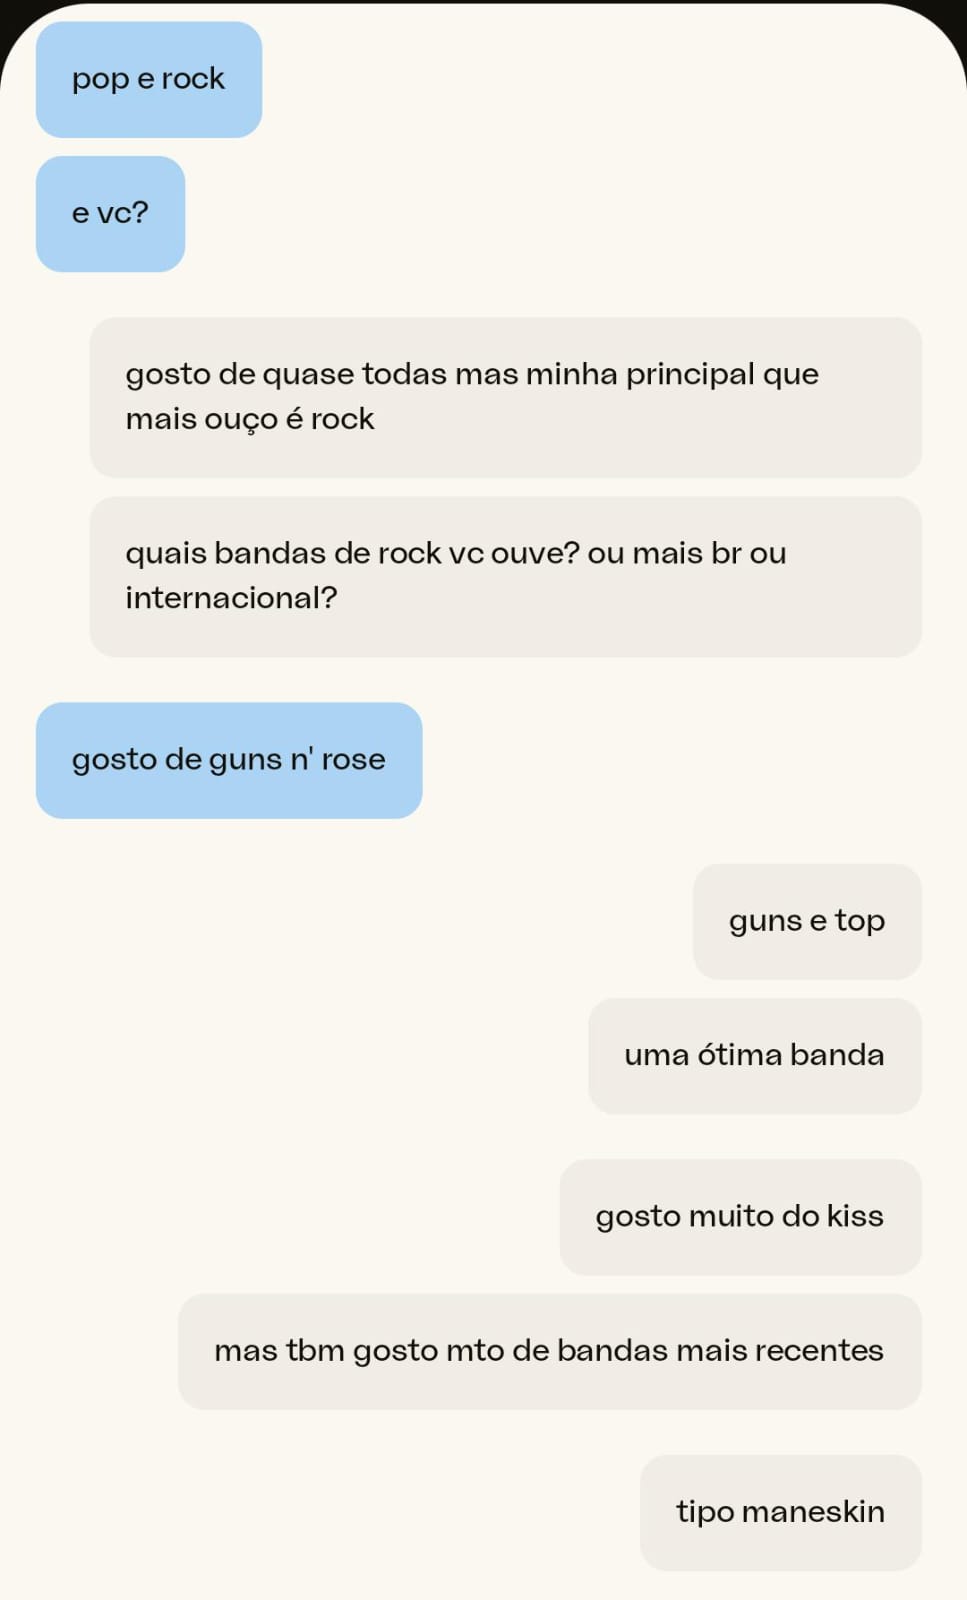 pop e rock
e vc?
gosto de quase todas mas minha principal que
mais ouço é rock
quais bandas de rock vc ouve? ou mais br ou
internacional?
gosto de guns n' rose
guns e top
uma ótima banda
gosto muito do kiss
mas tbm gosto mto de bandas mais recentes
tipo maneskin